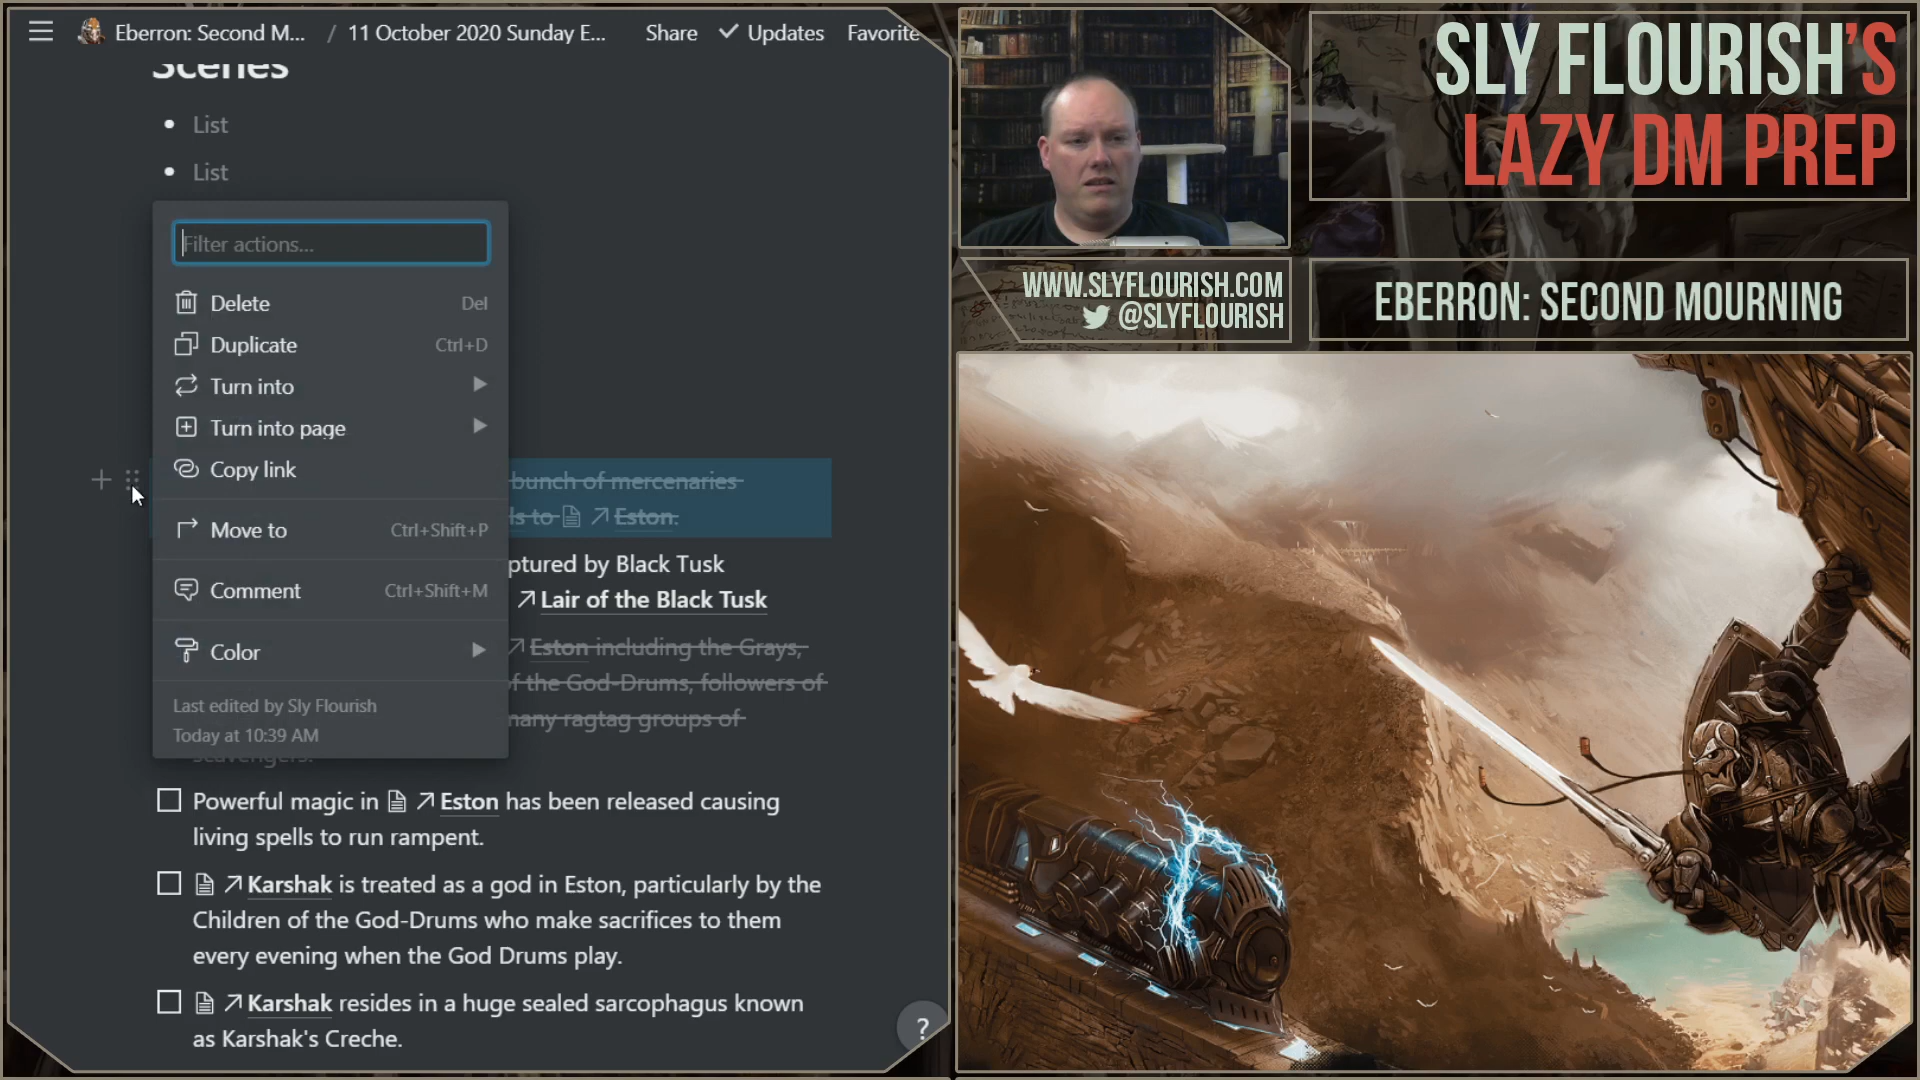 Eberron: Second M... / 11 October 2020 Sunday E... Share Updates Favorite
Scenes
List
List
Filter actions...
Delete Del
Duplicate Ctrl+D
Turn into
Turn into page
Copy link
Move to Ctrl+Shift+P
Comment Ctrl+Shift+M
Color
Last edited by Sly Flourish
Today at 10:39 AM
bunch of mercenaries
ls to Eston.
ptured by Black Tusk
Lair of the Black Tusk
Eston including the Grays,
f the God-Drums, followers of
many ragtag groups of
scavengers.
Powerful magic in Eston has been released causing
living spells to run rampent.
Karshak is treated as a god in Eston, particularly by the
Children of the God-Drums who make sacrifices to them
every evening when the God Drums play.
Karshak resides in a huge sealed sarcophagus known
as Karshak's Creche.
?
SLY FLOURISH'S
LAZY DM PREP
WWW.SLYFLOURISH.COM
@SLYFLOURISH
EBERRON: SECOND MOURNING